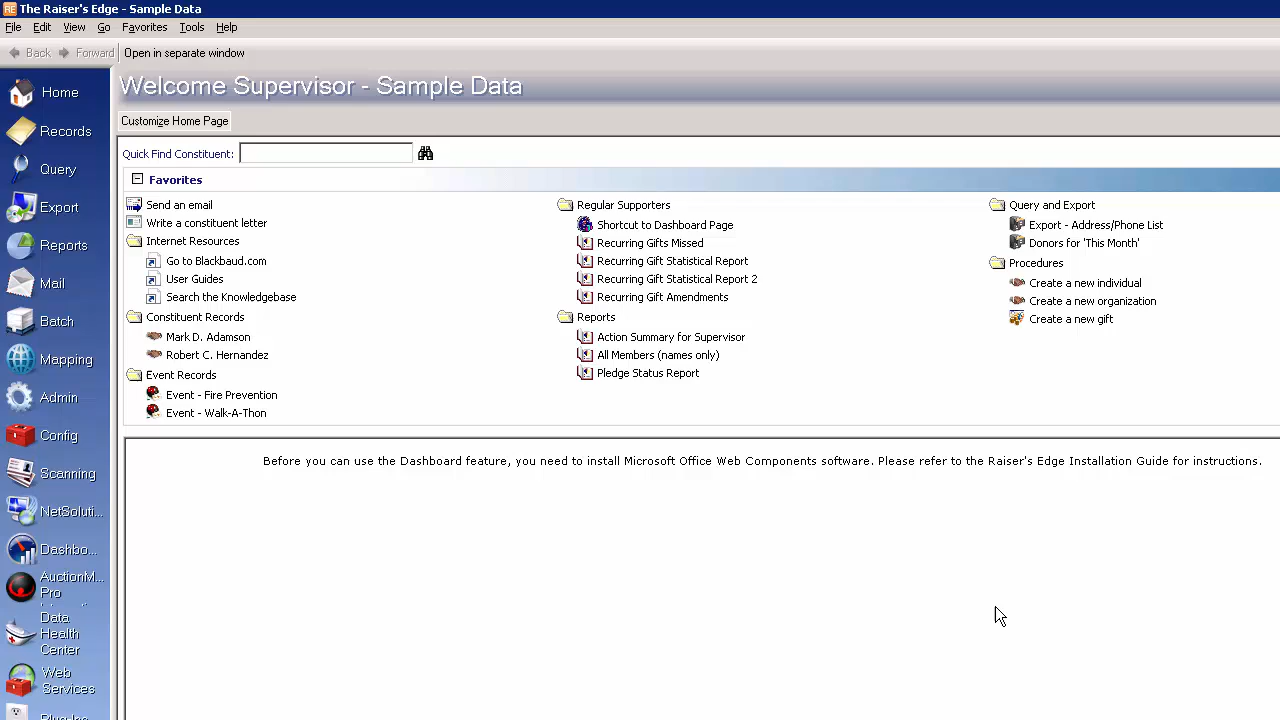 The Raiser's Edge - Sample Data
File Edit View Go Favorites Tools Help
Back Forward Open in separate window
Welcome Supervisor - Sample Data
Customize Home Page
Quick Find Constituent:
Favorites
Send an email
Write a constituent letter
Internet Resources
Go to Blackbaud.com
User Guides
Search the Knowledgebase
Constituent Records
Mark D. Adamson
Robert C. Hernandez
Event Records
Event - Fire Prevention
Event - Walk-A-Thon
Regular Supporters
Shortcut to Dashboard Page
Recurring Gifts Missed
Recurring Gift Statistical Report
Recurring Gift Statistical Report 2
Recurring Gift Amendments
Reports
Action Summary for Supervisor
All Members (names only)
Pledge Status Report
Query and Export
Export - Address/Phone List
Donors for 'This Month'
Procedures
Create a new individual
Create a new organization
Create a new gift
Before you can use the Dashboard feature, you need to install Microsoft Office Web Components software. Please refer to the Raiser's Edge Installation Guide for instructions.
Home
Records
Query
Export
Reports
Mail
Batch
Mapping
Admin
Config
Scanning
NetSoluti...
Dashbo...
AuctionM...
Pro
Data
Health
Center
Web
Services